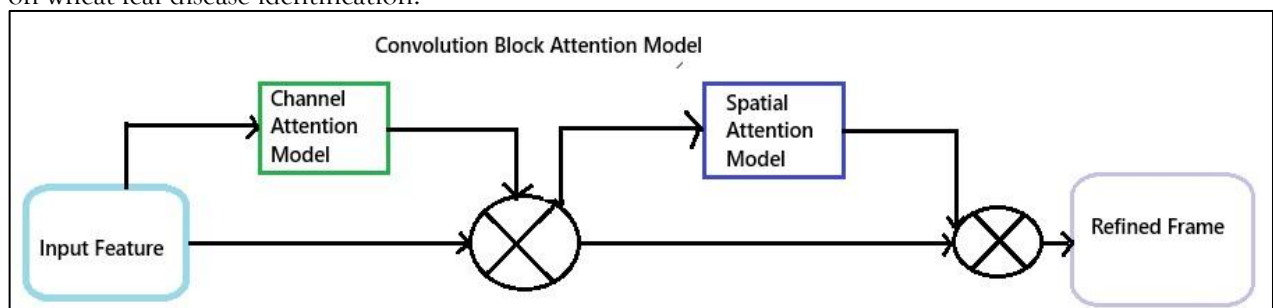 on wheat leaf disease identification.
Convolution Block Attention Model
Channel
Attention
Model
Spatial
Attention
Model
Input Feature
Refined Frame